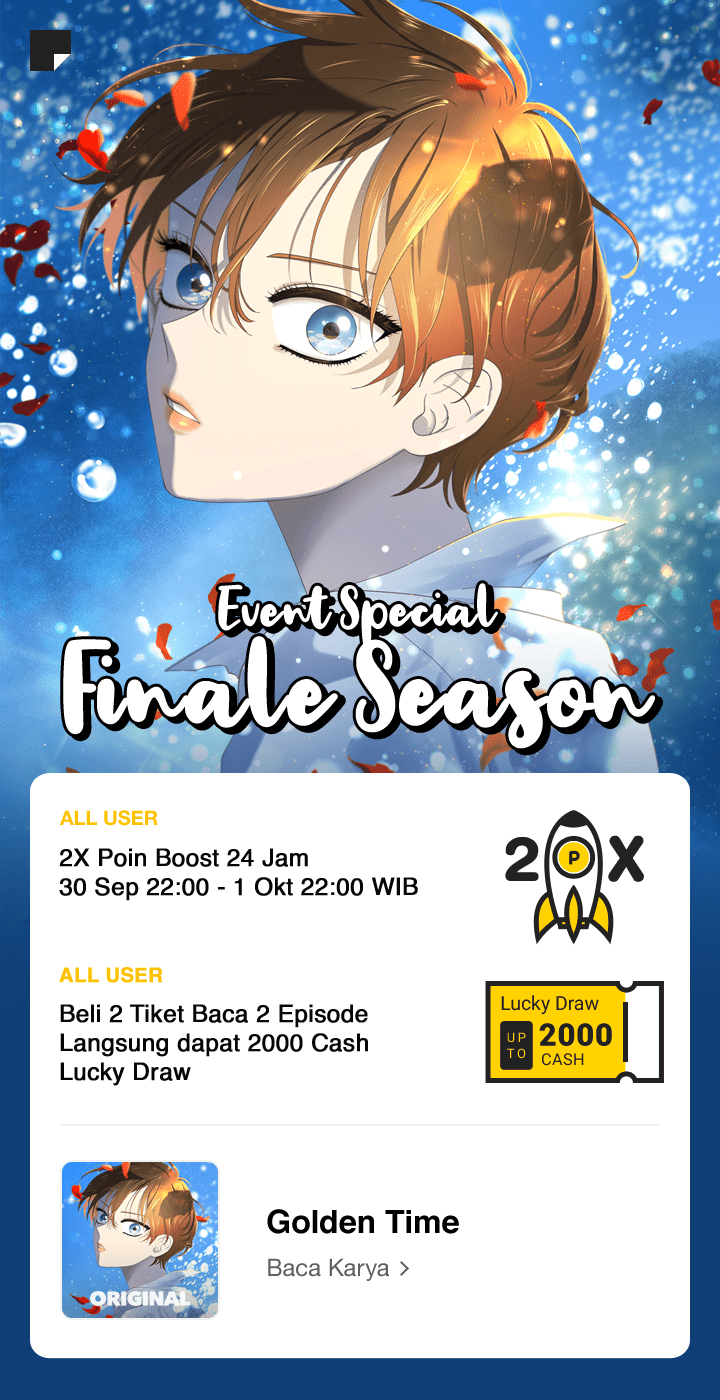 Event Special
Finale Season
ALL USER
2X Poin Boost 24 Jam
30 Sep 22:00 - 1 Okt 22:00 WIB
2 P X
ALL USER
Beli 2 Tiket Baca 2 Episode
Langsung dapat 2000 Cash
Lucky Draw
Lucky Draw
UP TO
2000
CASH
ORIGINAL
Golden Time
Baca Karya >